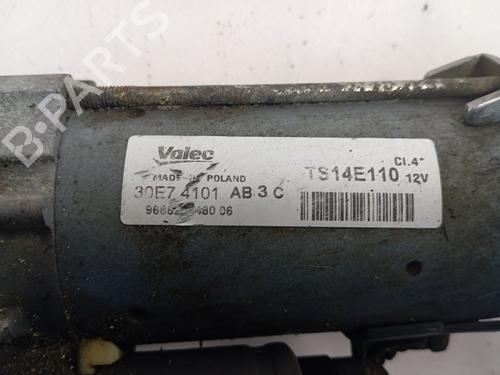 B-PARTS
Valeo
MADE IN POLAND
30E7 4101 AB 3 C
TS14E110
Cl.4*
12V